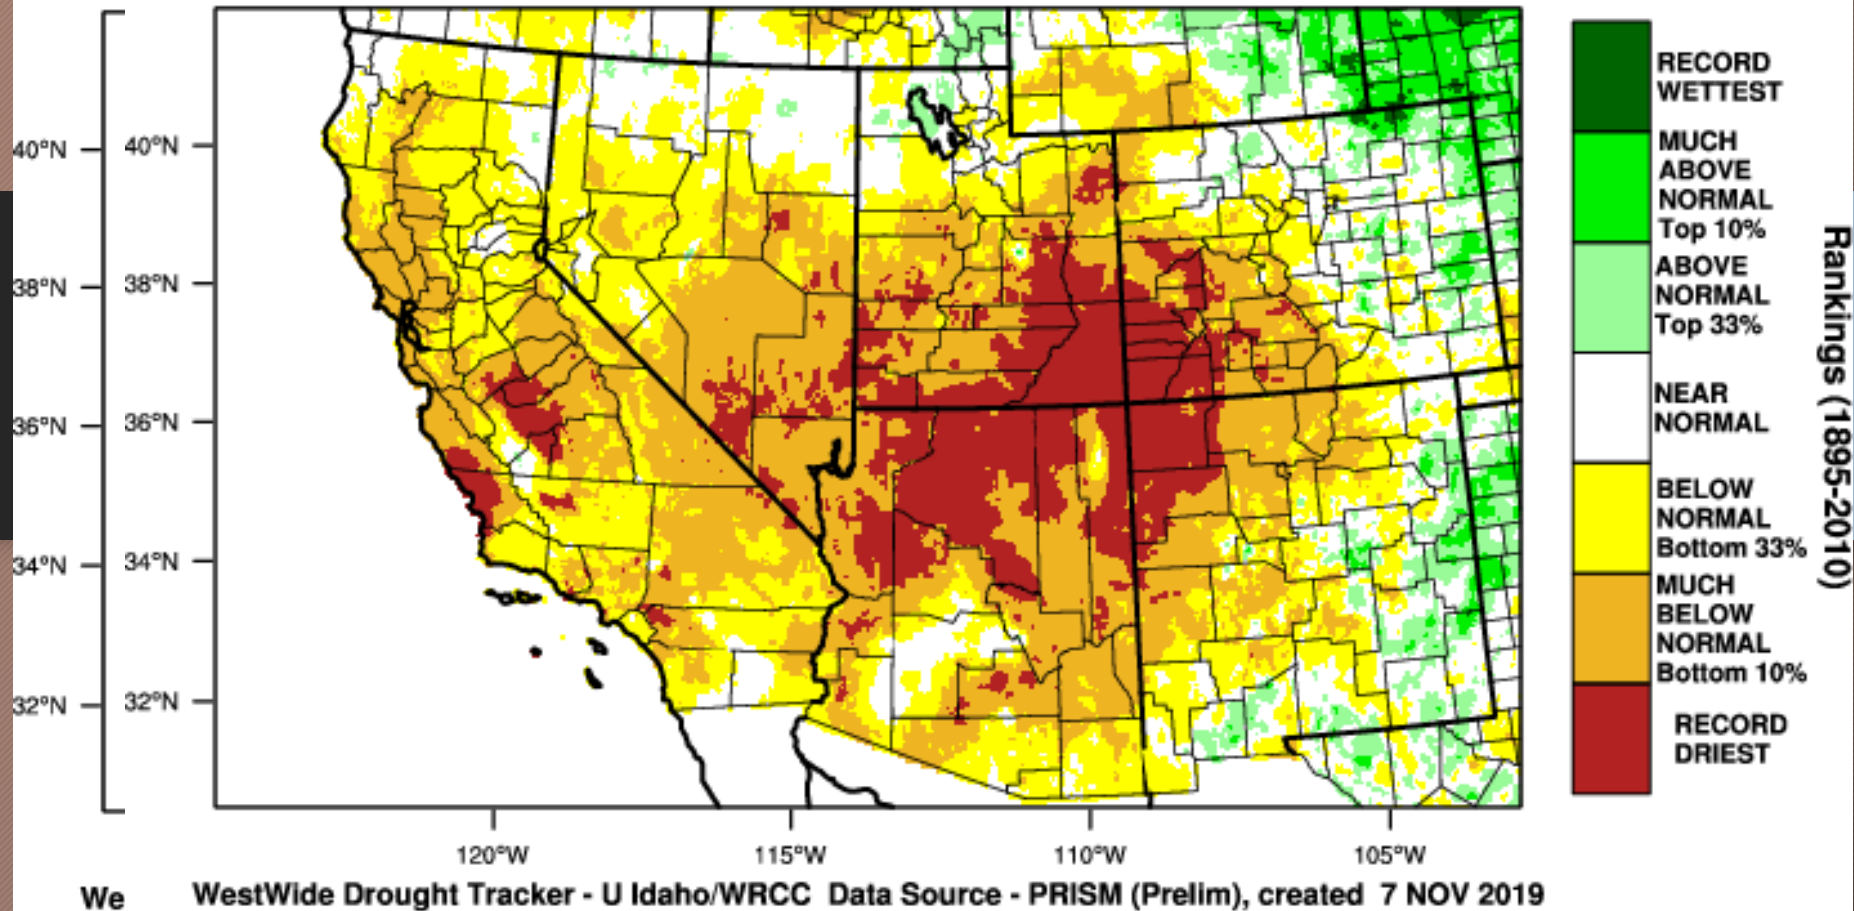 40°N
38°N
36°N
34°N
32°N
40°N
38°N
36°N
34°N
32°N
120°W
115°W
110°W
105°W
RECORD
WETTEST
MUCH
ABOVE
NORMAL
Top 10%
ABOVE
NORMAL
Top 33%
NEAR
NORMAL
BELOW
NORMAL
Bottom 33%
MUCH
BELOW
NORMAL
Bottom 10%
RECORD
DRIEST
Rankings (1895-2010)
We
WestWide Drought Tracker - U Idaho/WRCC Data Source - PRISM (Prelim), created 7 NOV 2019